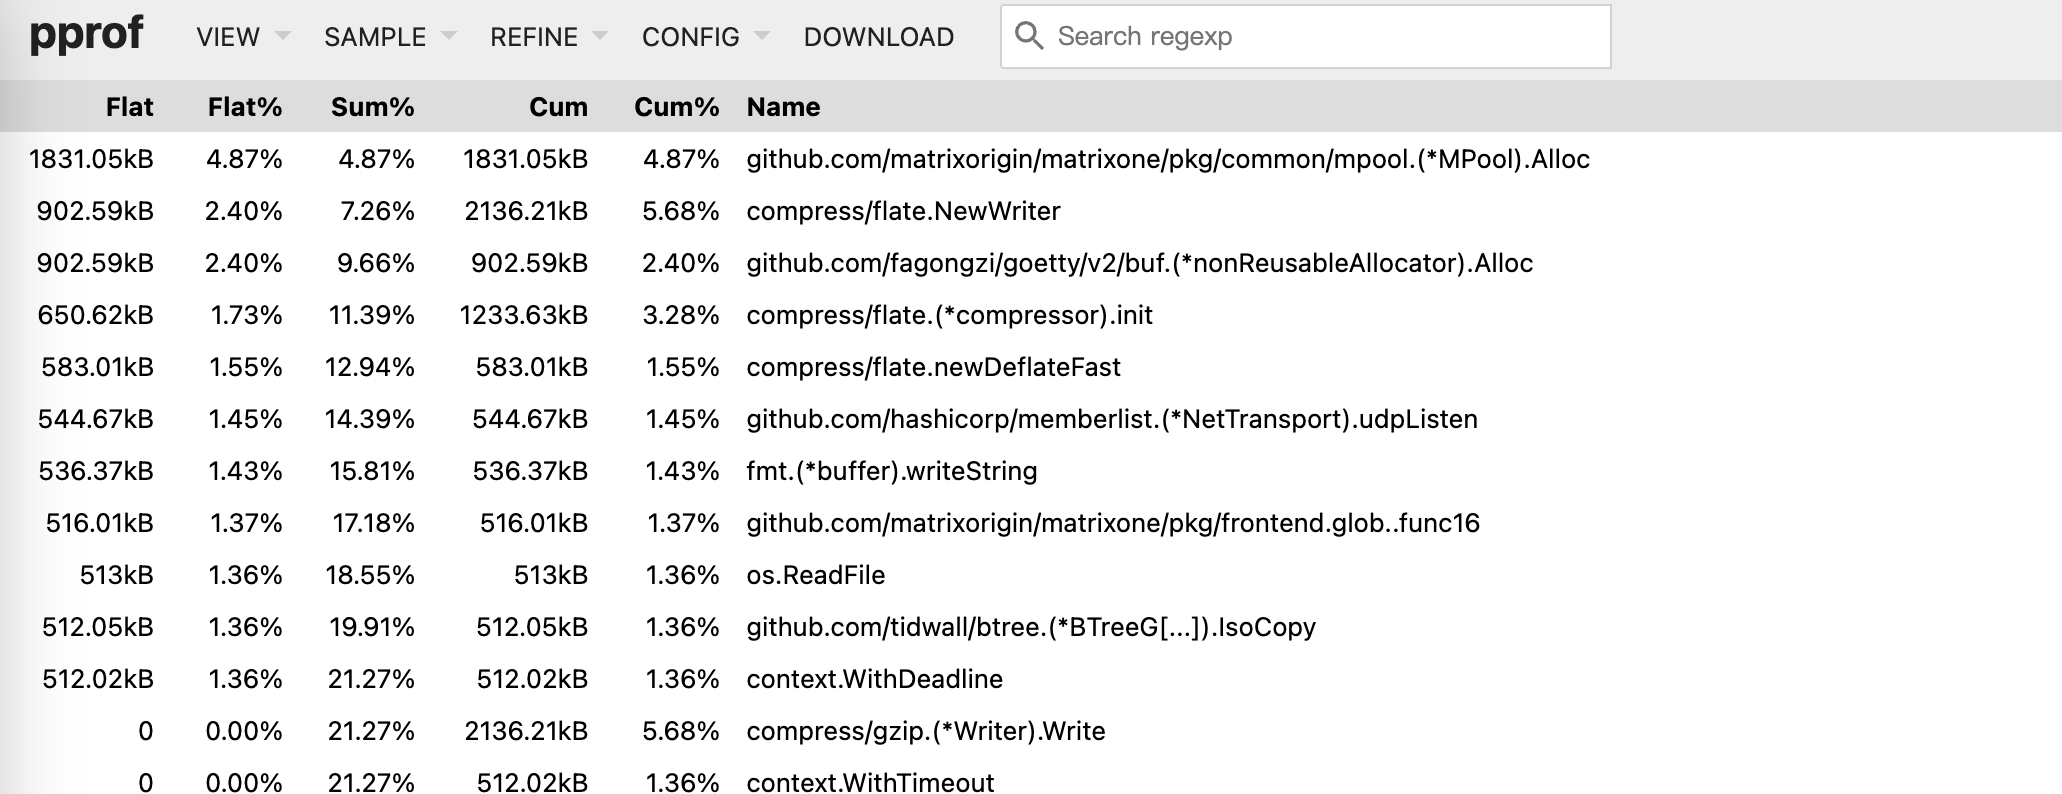 pprof VIEW SAMPLE REFINE CONFIG DOWNLOAD Search regexp
Flat Flat% Sum% Cum Cum% Name
1831.05kB 4.87% 4.87% 1831.05kB 4.87% github.com/matrixorigin/matrixone/pkg/common/mpool.(*MPool).Alloc
902.59kB 2.40% 7.26% 2136.21kB 5.68% compress/flate.NewWriter
902.59kB 2.40% 9.66% 902.59kB 2.40% github.com/fagongzi/goetty/v2/buf.(*nonReusableAllocator).Alloc
650.62kB 1.73% 11.39% 1233.63kB 3.28% compress/flate.(*compressor).init
583.01kB 1.55% 12.94% 583.01kB 1.55% compress/flate.newDeflateFast
544.67kB 1.45% 14.39% 544.67kB 1.45% github.com/hashicorp/memberlist.(*NetTransport).udpListen
536.37kB 1.43% 15.81% 536.37kB 1.43% fmt.(*buffer).writeString
516.01kB 1.37% 17.18% 516.01kB 1.37% github.com/matrixorigin/matrixone/pkg/frontend.glob..func16
513kB 1.36% 18.55% 513kB 1.36% os.ReadFile
512.05kB 1.36% 19.91% 512.05kB 1.36% github.com/tidwall/btree.(*BTreeG[...]).IsoCopy
512.02kB 1.36% 21.27% 512.02kB 1.36% context.WithDeadline
0 0.00% 21.27% 2136.21kB 5.68% compress/gzip.(*Writer).Write
0 0.00% 21.27% 512.02kB 1.36% context.WithTimeout